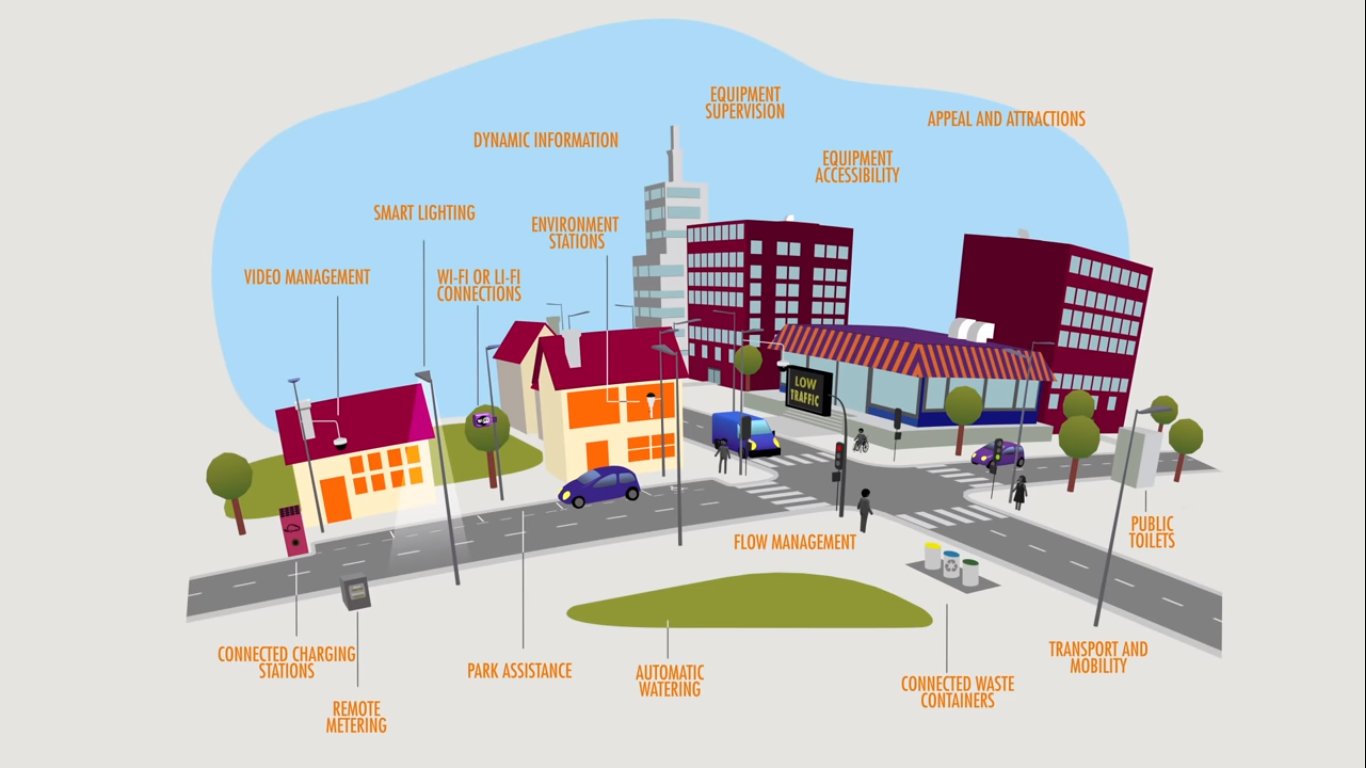 EQUIPMENT
SUPERVISION
APPEAL AND ATTRACTIONS
DYNAMIC INFORMATION
EQUIPMENT
ACCESSIBILITY
SMART LIGHTING
ENVIRONMENT
STATIONS
VIDEO MANAGEMENT
WI-FI OR LI-FI
CONNECTIONS
LOW
TRAFFIC
FLOW MANAGEMENT
PUBLIC
TOILETS
CONNECTED CHARGING
STATIONS
PARK ASSISTANCE
AUTOMATIC
WATERING
TRANSPORT AND
MOBILITY
CONNECTED WASTE
CONTAINERS
REMOTE
METERING